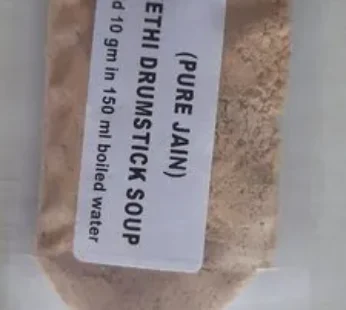 (PURE JAIN)
ETHI DRUMSTICK SOUP
d 10 gm in 150 ml boiled water